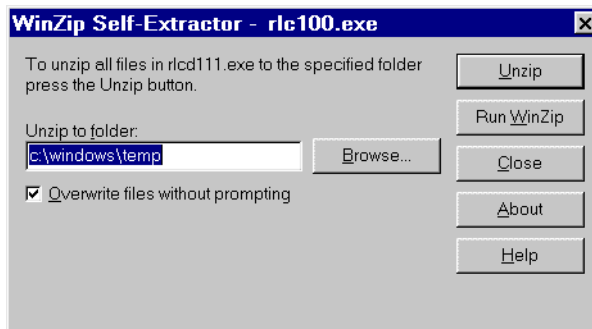 WinZip Self-Extractor - rlc100.exe
To unzip all files in rlcd111.exe to the specified folder
press the Unzip button.
Unzip to folder:
c:\windows\temp
Browse...
Overwrite files without prompting
Unzip
Run WinZip
Close
About
Help